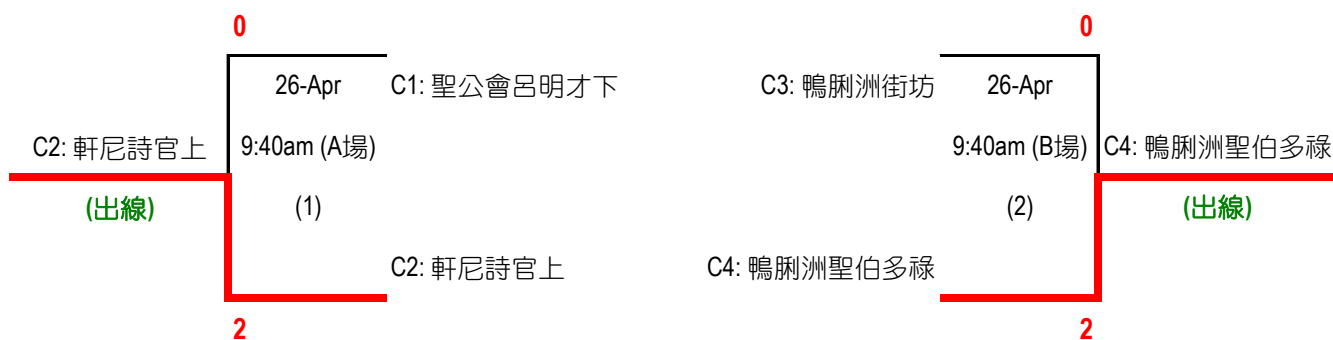 0
0
26-Apr
C1: 聖公會呂明才下
C3: 鴨脷洲街坊
26-Apr
C2: 軒尼詩官上
9:40am (A場)
9:40am (B場)
C4: 鴨脷洲聖伯多祿
(出線)
(1)
(2)
(出線)
C2: 軒尼詩官上
C4: 鴨脷洲聖伯多祿
2
2